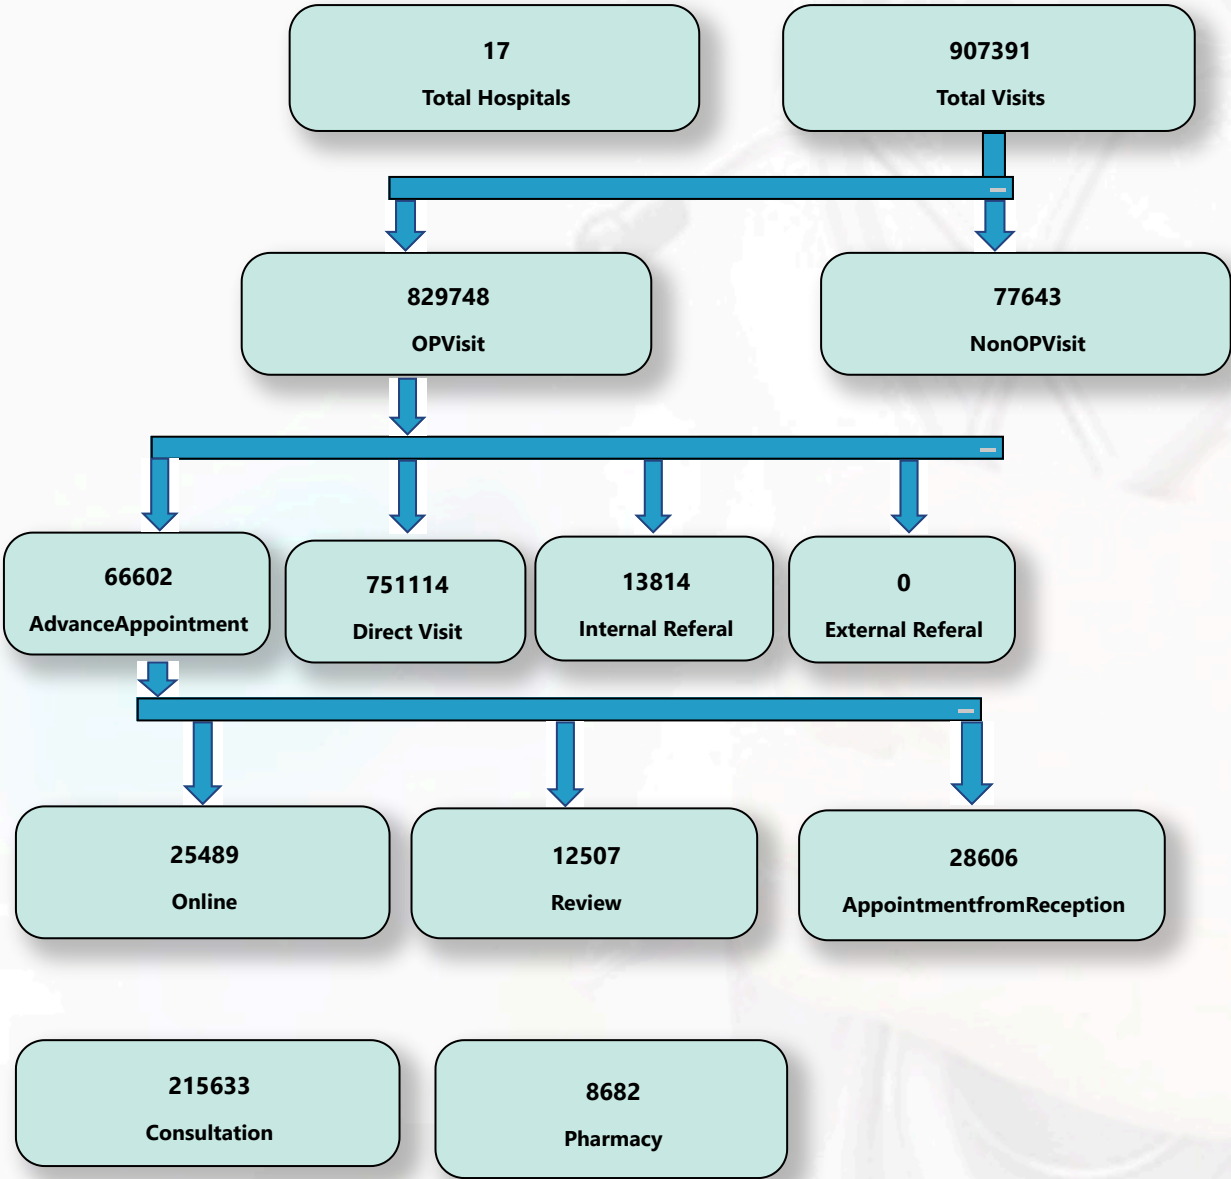 17
Total Hospitals
907391
Total Visits
829748
OPVisit
77643
NonOPVisit
66602
AdvanceAppointment
751114
Direct Visit
13814
Internal Referal
0
External Referal
25489
Online
12507
Review
28606
AppointmentfromReception
215633
Consultation
8682
Pharmacy